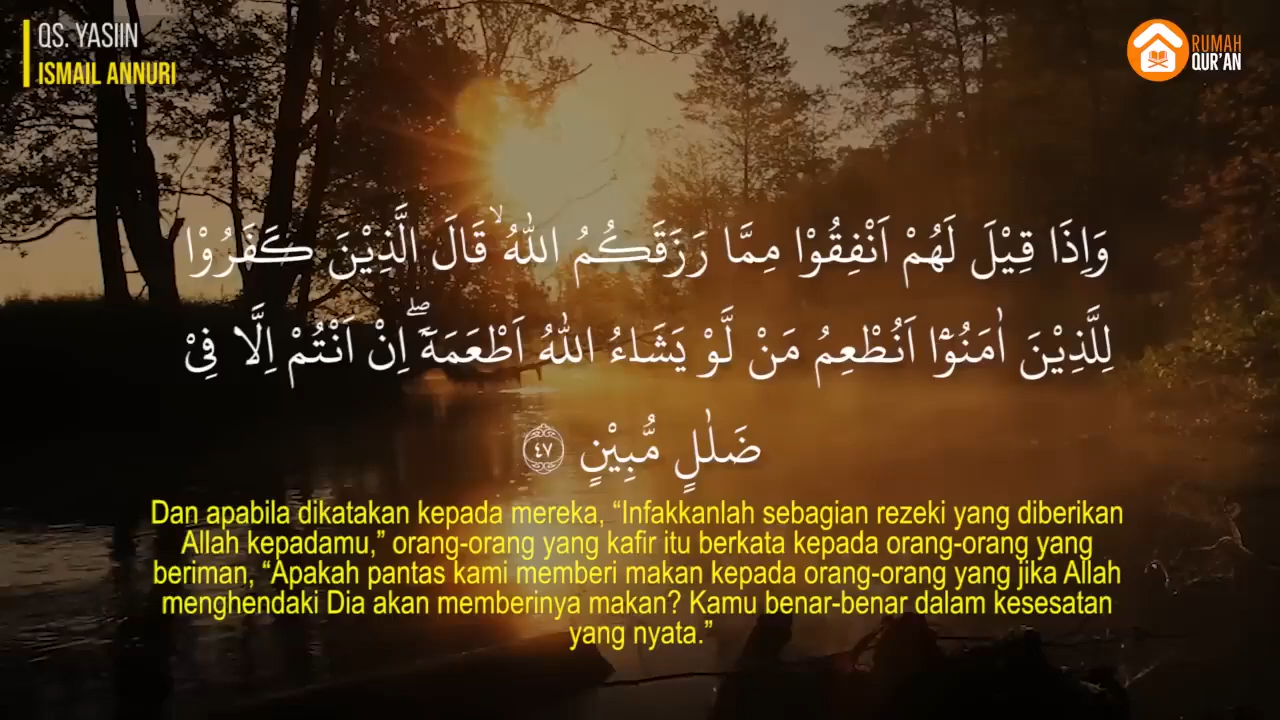 QS. YASIIN
ISMAIL ANNURI
RUMAH
QUR'AN
وَاِذَا قِيْلَ لَهُمْ اَنْفِقُوْا مِمَّا رَزَقَكُمُ اللّٰهُ ۙقَالَ الَّذِيْنَ كَفَرُوْا
لِلَّذِيْنَ اٰمَنُوْٓا اَنُطْعِمُ مَنْ لَّوْ يَشَاۤءُ اللّٰهُ اَطْعَمَهٗٓ ۖاِنْ اَنْتُمْ اِلَّا فِيْ
ضَلٰلٍ مُّبِيْنٍ ٤٧
Dan apabila dikatakan kepada mereka, “Infakkanlah sebagian rezeki yang diberikan
Allah kepadamu,” orang-orang yang kafir itu berkata kepada orang-orang yang
beriman, “Apakah pantas kami memberi makan kepada orang-orang yang jika Allah
menghendaki Dia akan memberinya makan? Kamu benar-benar dalam kesesatan
yang nyata.”